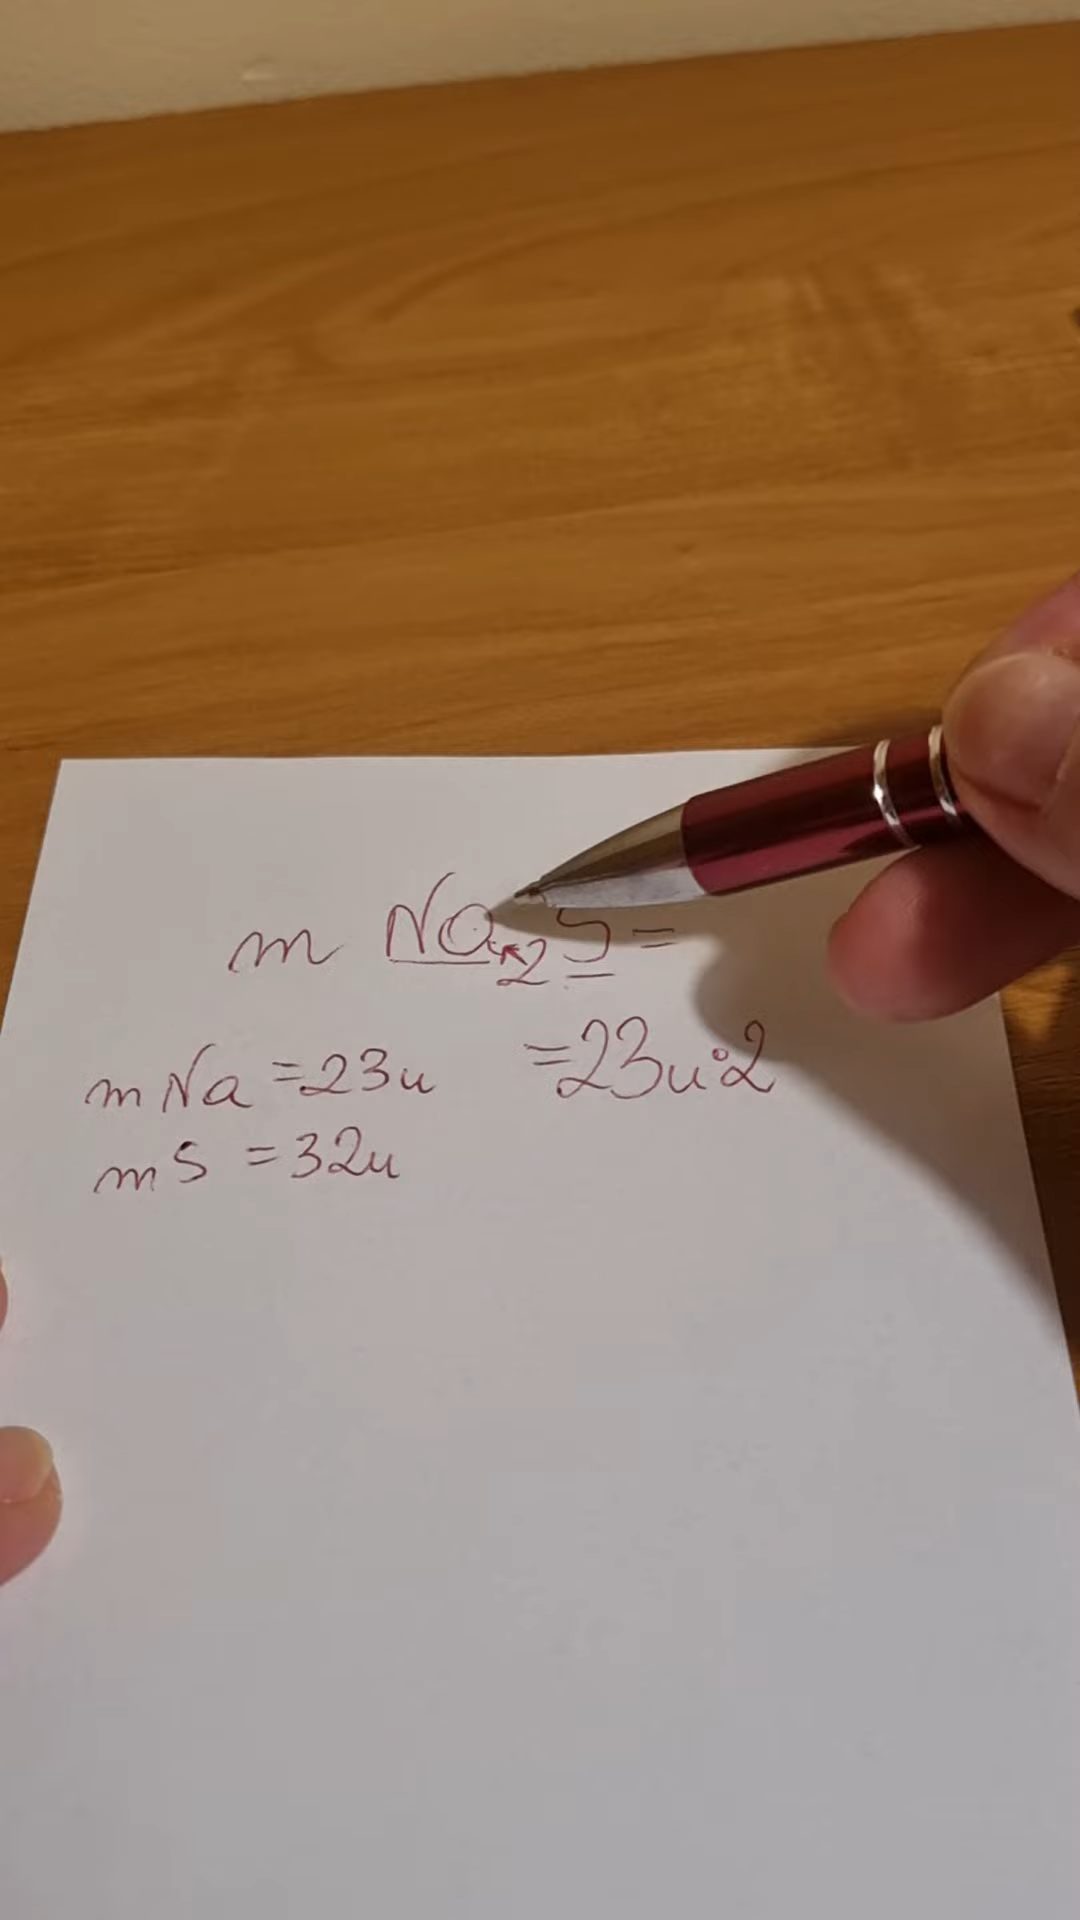 m Na₂S =
mNa = 23u =23u·2
mS = 32u